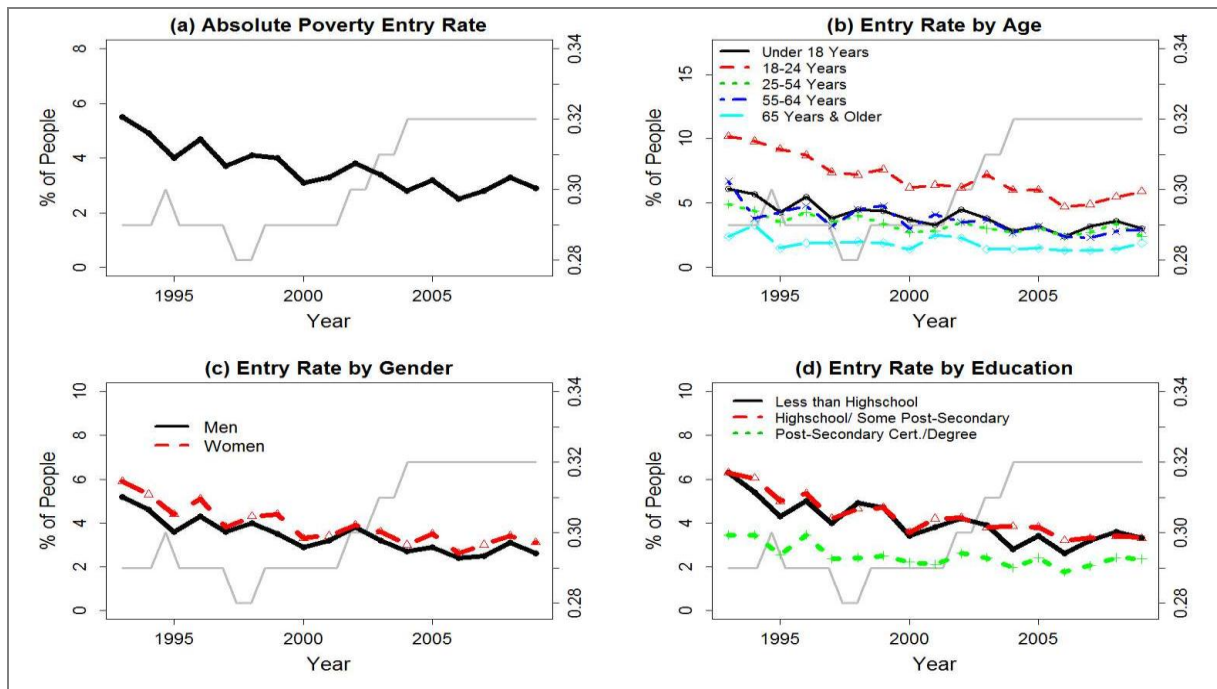 (a) Absolute Poverty Entry Rate
% of People
8
6
4
2
0
0.34
0.32
0.30
0.28
1995
2000
2005
Year
(b) Entry Rate by Age
% of People
15
10
5
0
Under 18 Years
18-24 Years
25-54 Years
55-64 Years
65 Years & Older
0.34
0.32
0.30
0.28
1995
2000
2005
Year
(c) Entry Rate by Gender
% of People
10
8
6
4
2
0
Men
Women
0.34
0.32
0.30
0.28
1995
2000
2005
Year
(d) Entry Rate by Education
% of People
10
8
6
4
2
0
Less than Highschool
Highschool/ Some Post-Secondary
Post-Secondary Cert./Degree
0.34
0.32
0.30
0.28
1995
2000
2005
Year